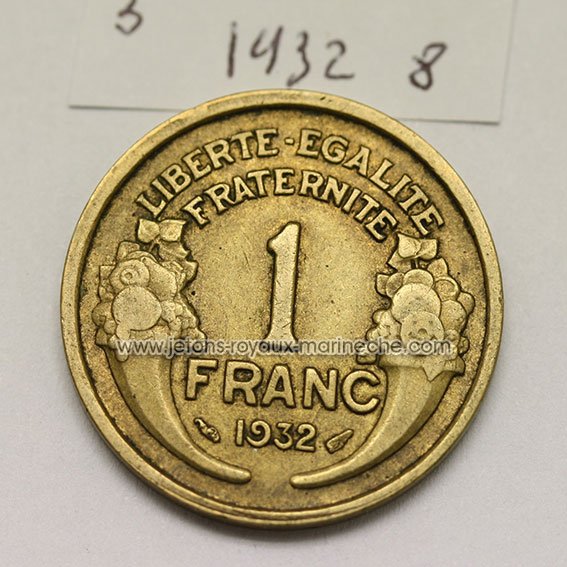 3 1932 8
LIBERTE·EGALITE
FRATERNITE
1
www.jetons-royaux-marineche.com
FRANC
1932